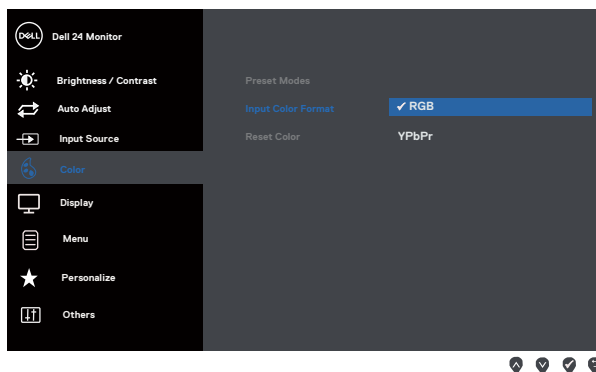 DELL Dell 24 Monitor
Brightness / Contrast
Preset Modes
Auto Adjust
Input Color Format
✔ RGB
Input Source
Reset Color
YPbPr
Color
Display
Menu
Personalize
Others